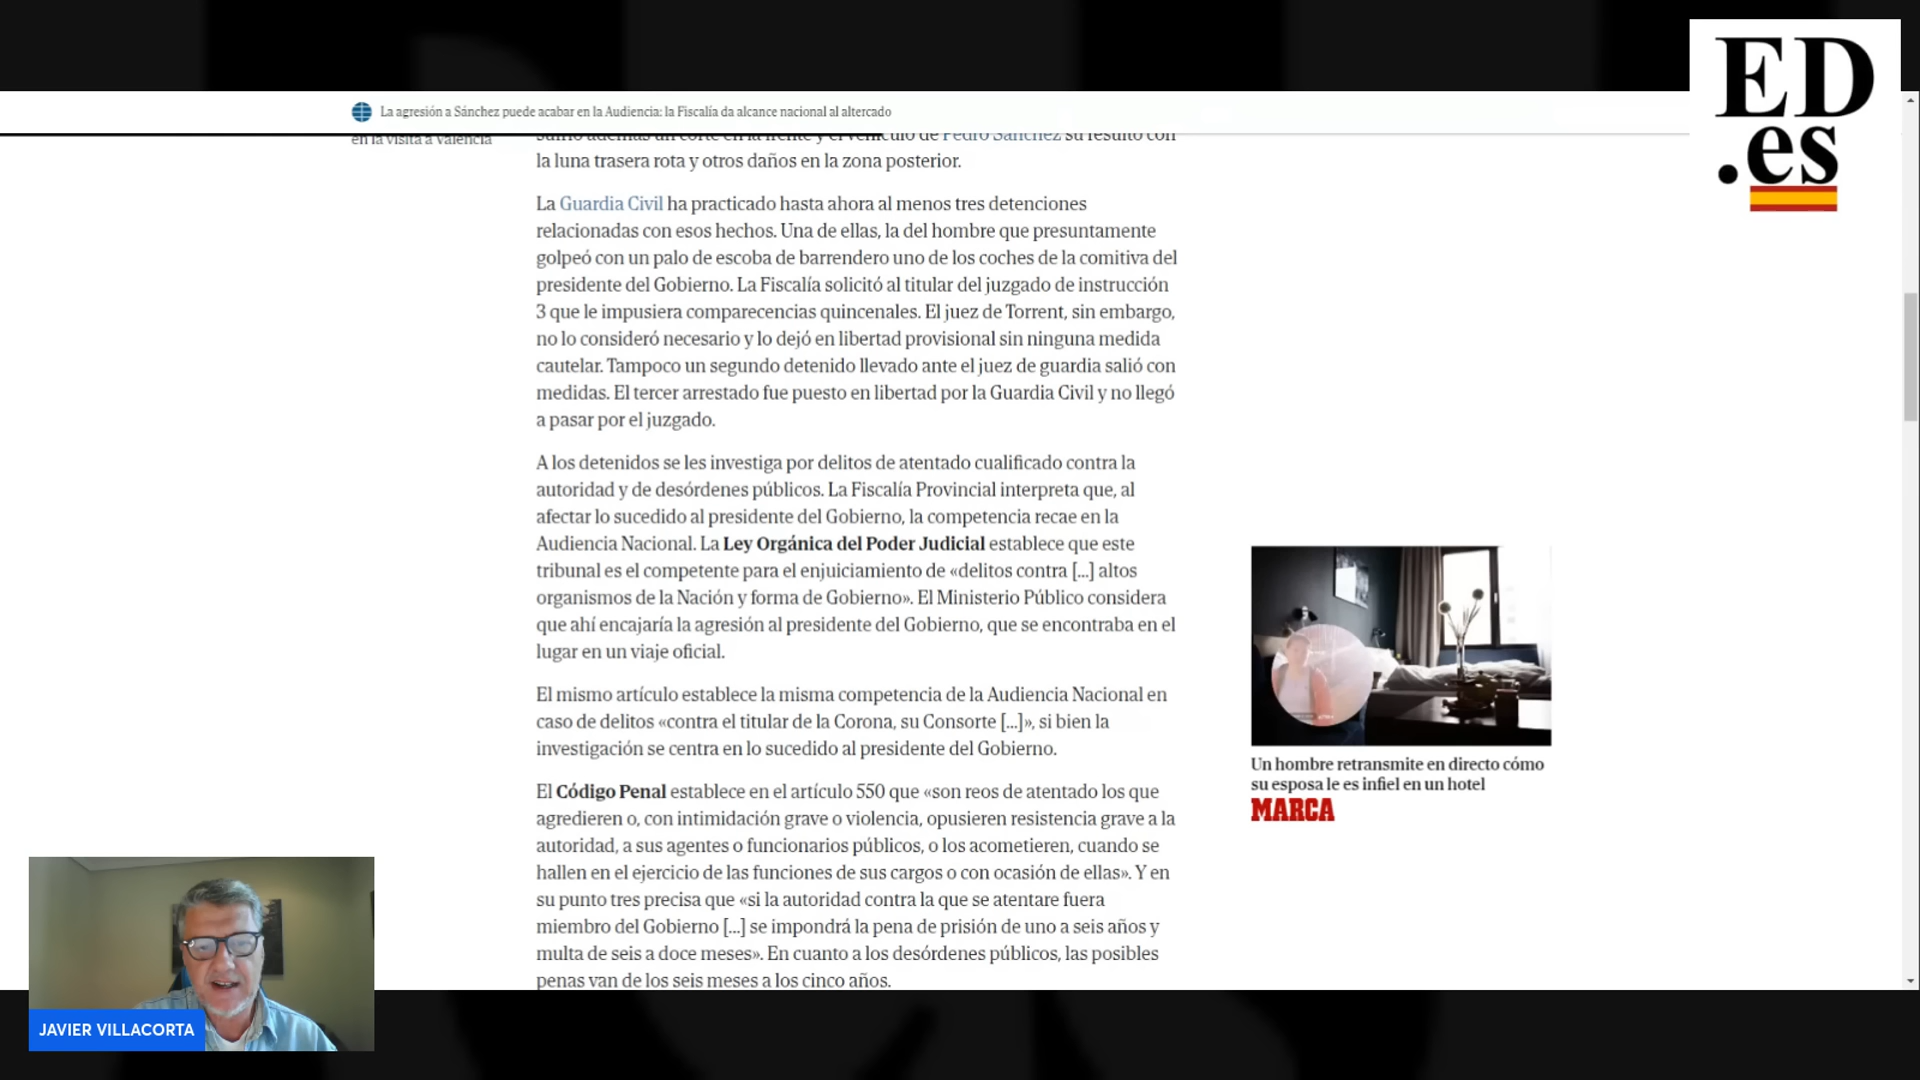 ED
.es
La agresión a Sánchez puede acabar en la Audiencia: la Fiscalía da alcance nacional al altercado
en la visita a Valencia
sufrió además un corte en la frente y el vehículo de Pedro Sánchez su resultó con
la luna trasera rota y otros daños en la zona posterior.
La Guardia Civil ha practicado hasta ahora al menos tres detenciones
relacionadas con esos hechos. Una de ellas, la del hombre que presuntamente
golpeó con un palo de escoba de barrendero uno de los coches de la comitiva del
presidente del Gobierno. La Fiscalía solicitó al titular del juzgado de instrucción
3 que le impusiera comparecencias quincenales. El juez de Torrent, sin embargo,
no lo consideró necesario y lo dejó en libertad provisional sin ninguna medida
cautelar. Tampoco un segundo detenido llevado ante el juez de guardia salió con
medidas. El tercer arrestado fue puesto en libertad por la Guardia Civil y no llegó
a pasar por el juzgado.
A los detenidos se les investiga por delitos de atentado cualificado contra la
autoridad y de desórdenes públicos. La Fiscalía Provincial interpreta que, al
afectar lo sucedido al presidente del Gobierno, la competencia recae en la
Audiencia Nacional. La Ley Orgánica del Poder Judicial establece que este
tribunal es el competente para el enjuiciamiento de «delitos contra [...] altos
organismos de la Nación y forma de Gobierno». El Ministerio Público considera
que ahí encajaría la agresión al presidente del Gobierno, que se encontraba en el
lugar en un viaje oficial.
El mismo artículo establece la misma competencia de la Audiencia Nacional en
caso de delitos «contra el titular de la Corona, su Consorte [...]», si bien la
investigación se centra en lo sucedido al presidente del Gobierno.
El Código Penal establece en el artículo 550 que «son reos de atentado los que
agredieren o, con intimidación grave o violencia, opusieren resistencia grave a la
autoridad, a sus agentes o funcionarios públicos, o los acometieren, cuando se
hallen en el ejercicio de las funciones de sus cargos o con ocasión de ellas». Y en
su punto tres precisa que «si la autoridad contra la que se atentare fuera
miembro del Gobierno [...] se impondrá la pena de prisión de uno a seis años y
multa de seis a doce meses». En cuanto a los desórdenes públicos, las posibles
penas van de los seis meses a los cinco años.
Un hombre retransmite en directo cómo
su esposa le es infiel en un hotel
MARCA
JAVIER VILLACORTA